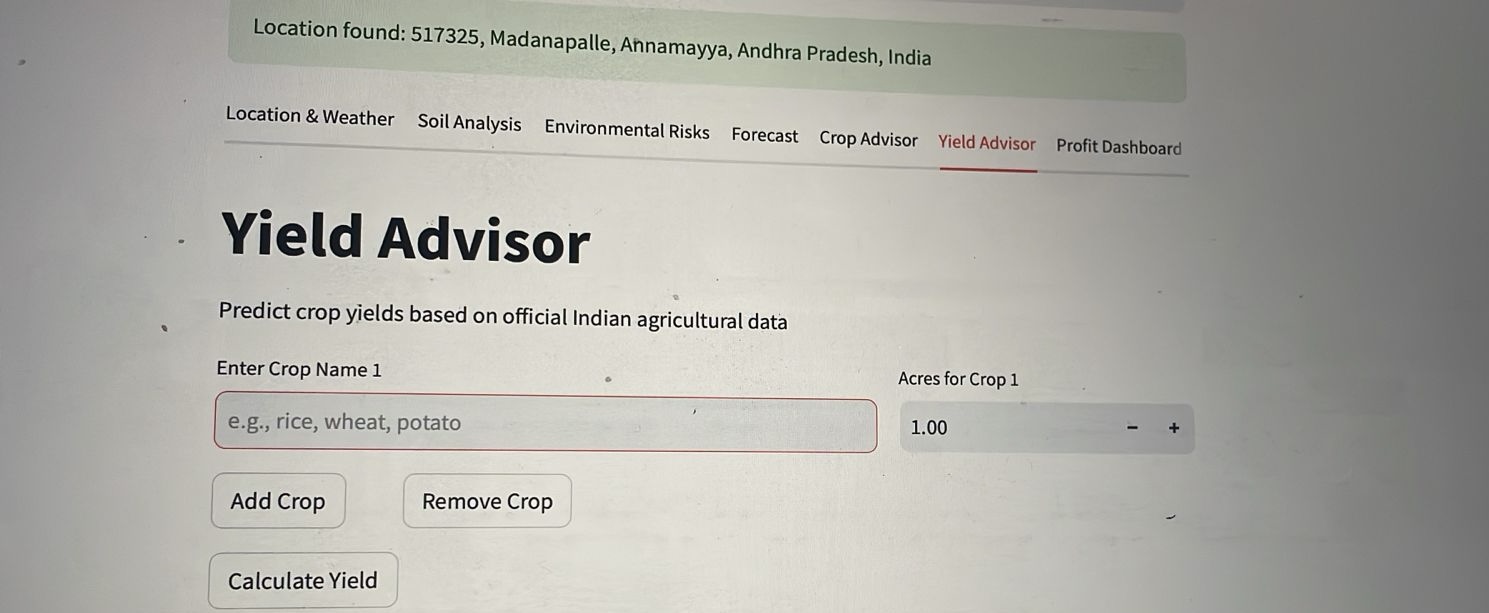 Location found: 517325, Madanapalle, Annamayya, Andhra Pradesh, India
Location & Weather Soil Analysis Environmental Risks Forecast Crop Advisor Yield Advisor Profit Dashboard
Yield Advisor
Predict crop yields based on official Indian agricultural data
Enter Crop Name 1 Acres for Crop 1
e.g., rice, wheat, potato 1.00 - +
Add Crop Remove Crop
Calculate Yield